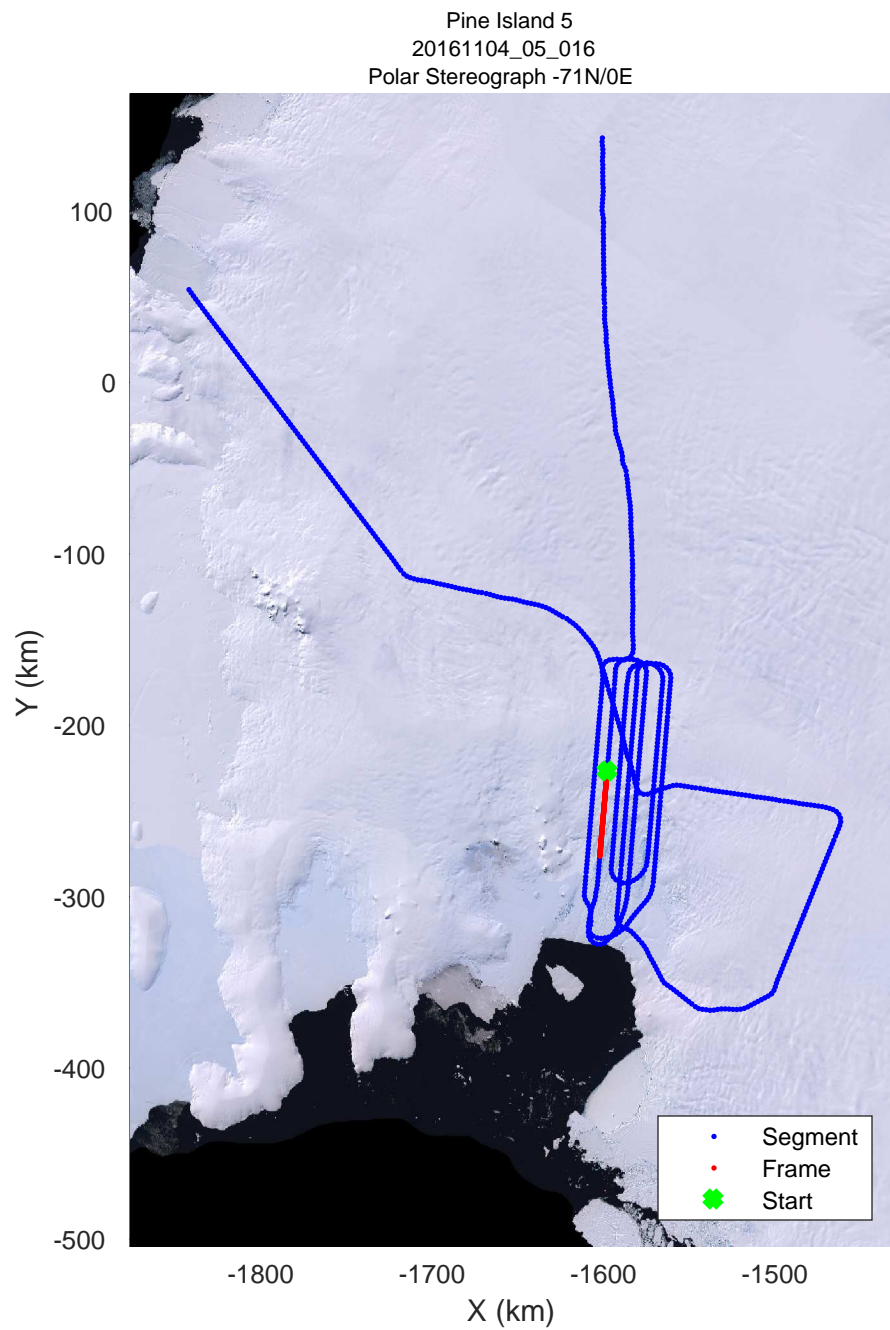 Pine Island 5
20161104_05_016
Polar Stereograph -71N/0E
100
0
-100
-200
-300
-400
-500
Y (km)
-1800
-1700
-1600
-1500
X (km)
Segment
Frame
Start